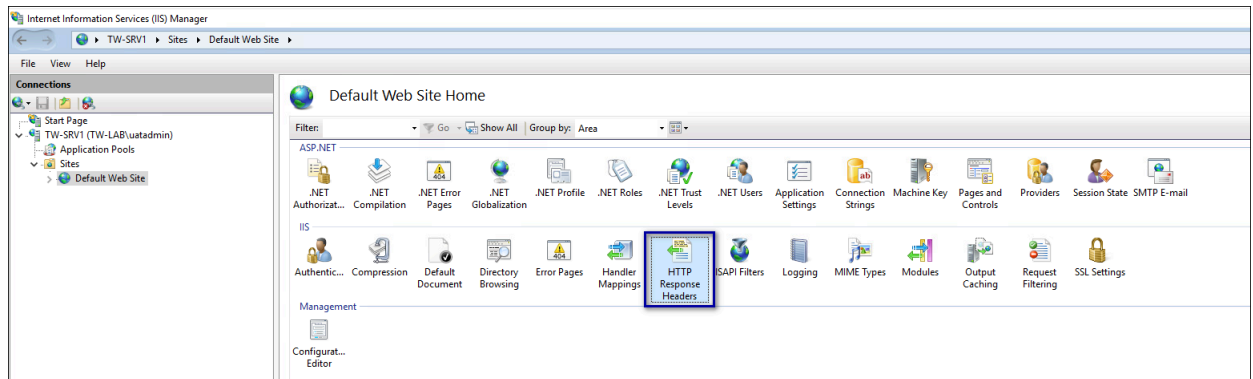 Internet Information Services (IIS) Manager
TW-SRV1 Sites Default Web Site
File View Help
Connections
Start Page
TW-SRV1 (TW-LAB\uatadmin)
Application Pools
Sites
Default Web Site
Default Web Site Home
Filter: Go Show All Group by: Area
ASP.NET
.NET Authorizat...
.NET Compilation
.NET Error Pages
.NET Globalization
.NET Profile
.NET Roles
.NET Trust Levels
.NET Users
Application Settings
Connection Strings
Machine Key
Pages and Controls
Providers
Session State
SMTP E-mail
IIS
Authentic...
Compression
Default Document
Directory Browsing
Error Pages
Handler Mappings
HTTP Response Headers
ISAPI Filters
Logging
MIME Types
Modules
Output Caching
Request Filtering
SSL Settings
Management
Configurat... Editor